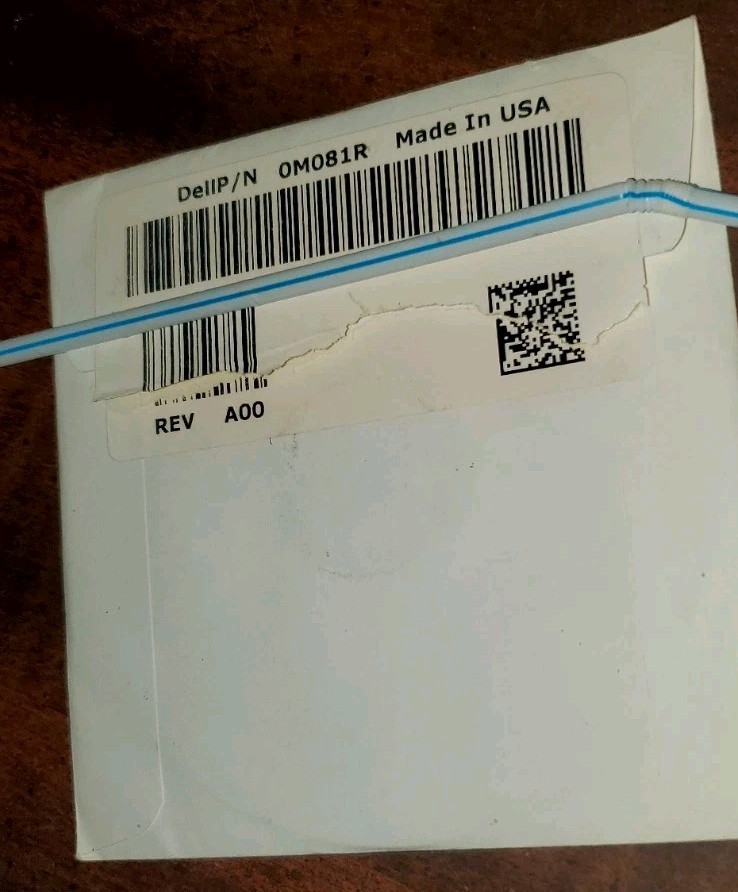 DellP/N 0M081R Made In USA
REV A00